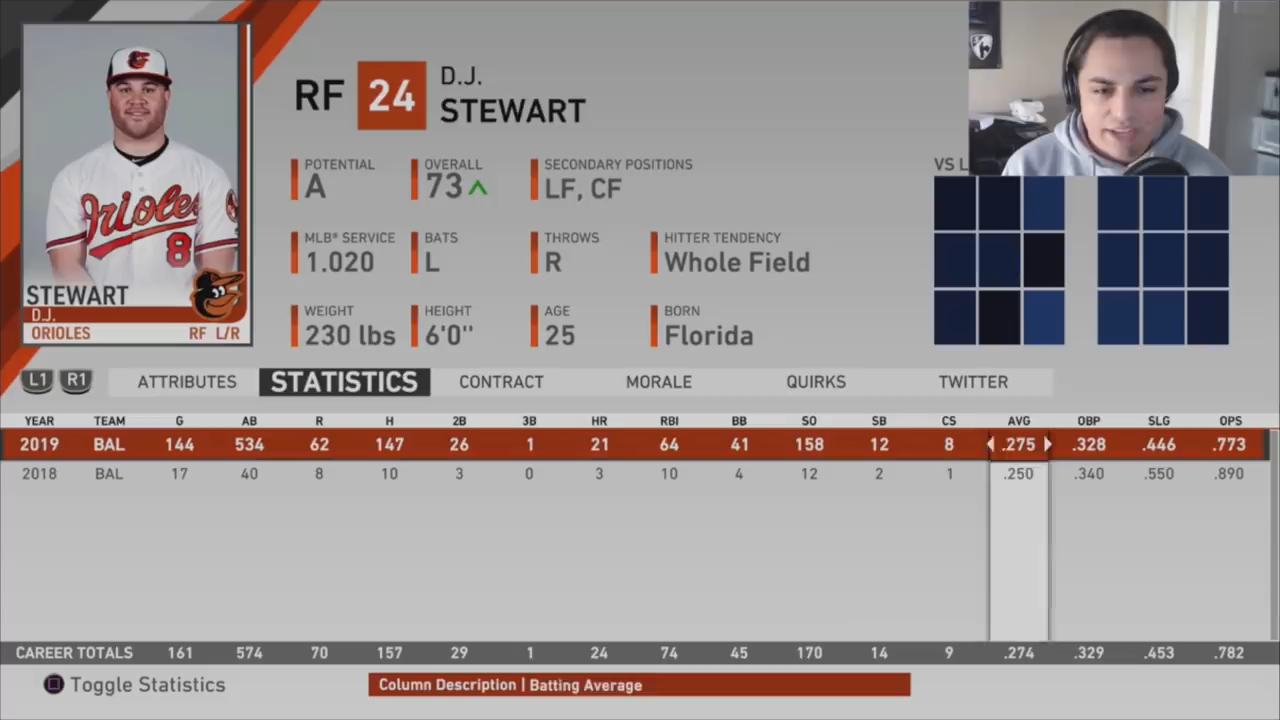 RF 24 D.J. STEWART
Orioles
8
STEWART
D.J.
ORIOLES RF L/R
POTENTIAL OVERALL SECONDARY POSITIONS
A 73 LF, CF
MLB® SERVICE BATS THROWS HITTER TENDENCY
1.020 L R Whole Field
WEIGHT HEIGHT AGE BORN
230 lbs 6'0" 25 Florida
VS L
L1 R1 ATTRIBUTES STATISTICS CONTRACT MORALE QUIRKS TWITTER
YEAR TEAM G AB R H 2B 3B HR RBI BB SO SB CS AVG OBP SLG OPS
2019 BAL 144 534 62 147 26 1 21 64 41 158 12 8 .275 .328 .446 .773
2018 BAL 17 40 8 10 3 0 3 10 4 12 2 1 .250 .340 .550 .890
CAREER TOTALS 161 574 70 157 29 1 24 74 45 170 14 9 .274 .329 .453 .782
Toggle Statistics
Column Description | Batting Average